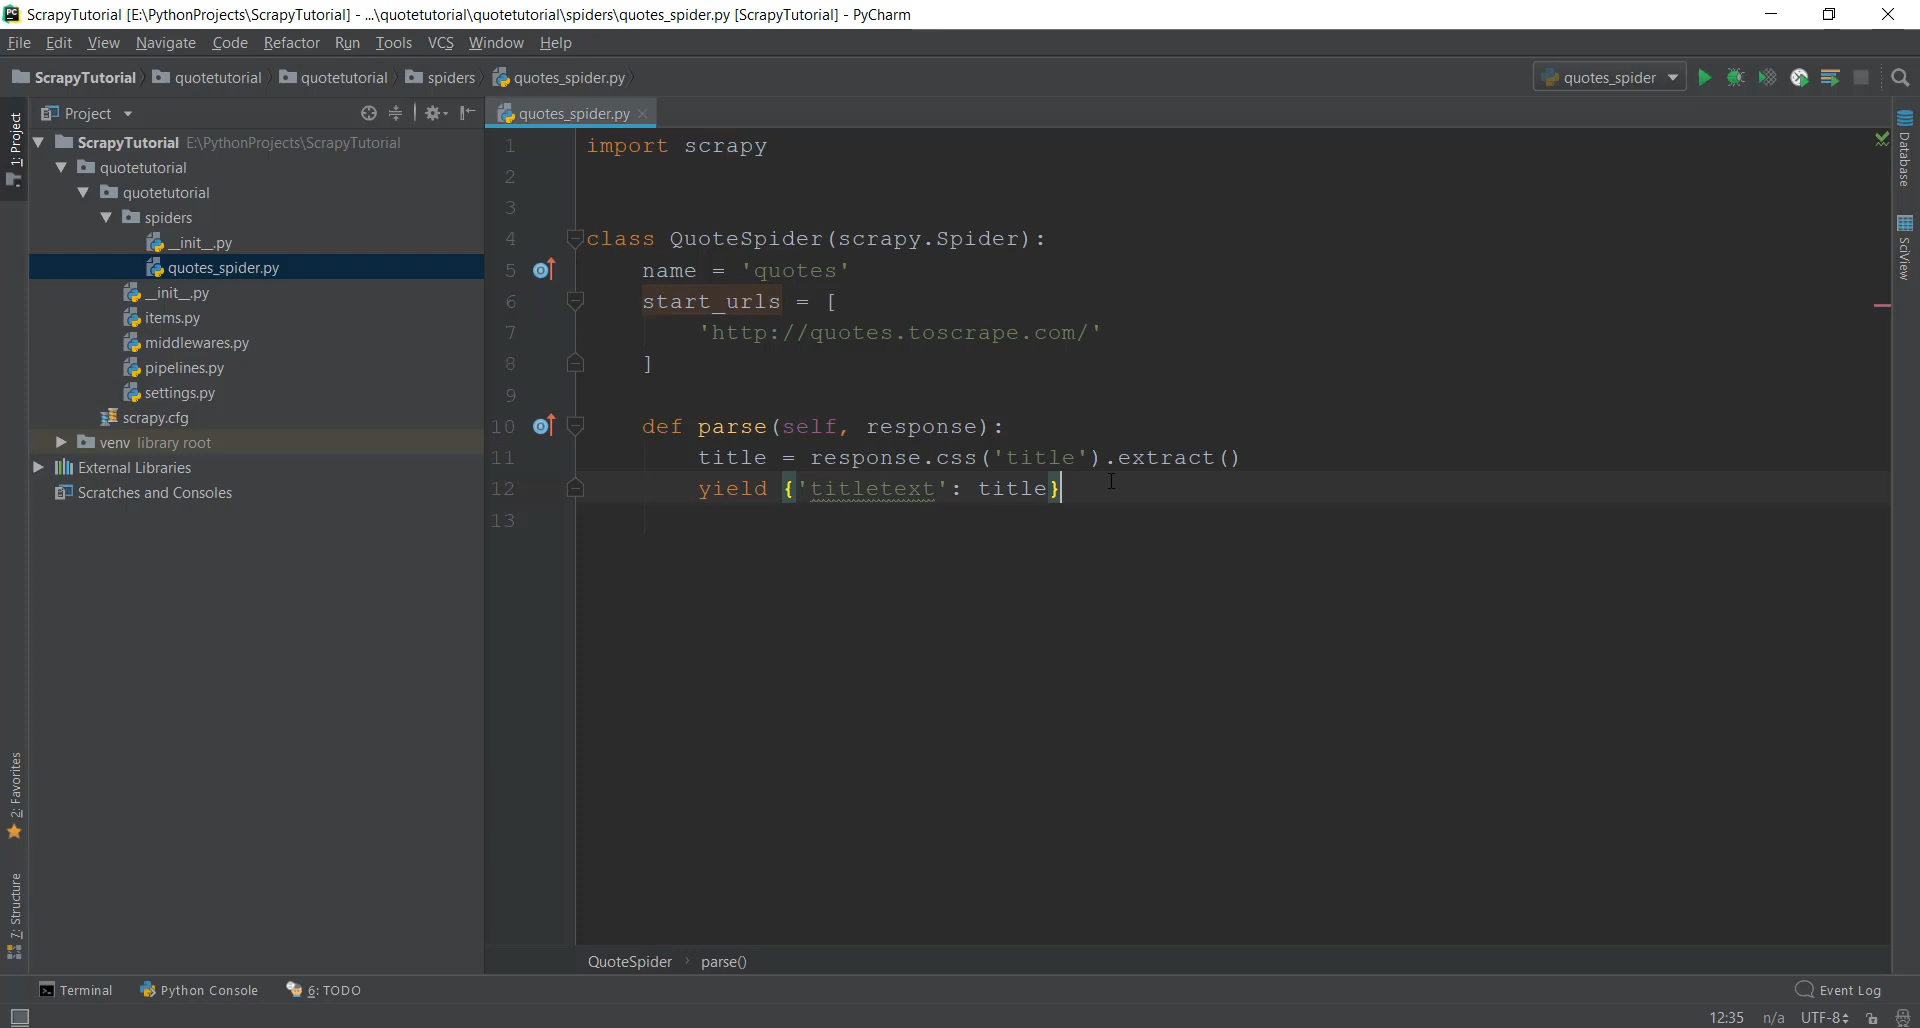 ScrapyTutorial [E:\PythonProjects\ScrapyTutorial] - ...\quotetutorial\quotetutorial\spiders\quotes_spider.py [ScrapyTutorial] - PyCharm
File Edit View Navigate Code Refactor Run Tools VCS Window Help
ScrapyTutorial quotetutorial quotetutorial spiders quotes_spider.py quotes_spider
Project quotes_spider.py
1: Project
ScrapyTutorial E:\PythonProjects\ScrapyTutorial
quotetutorial
quotetutorial
spiders
__init__.py
quotes_spider.py
__init__.py
items.py
middlewares.py
pipelines.py
settings.py
scrapy.cfg
venv library root
External Libraries
Scratches and Consoles
2: Favorites
7: Structure
1 import scrapy
2
3
4 class QuoteSpider(scrapy.Spider):
5 name = 'quotes'
6 start_urls = [
7 'http://quotes.toscrape.com/'
8 ]
9
10 def parse(self, response):
11 title = response.css('title').extract()
12 yield {'titletext': title}
13
Database
SciView
QuoteSpider parse()
Terminal Python Console 6: TODO Event Log
12:35 n/a UTF-8